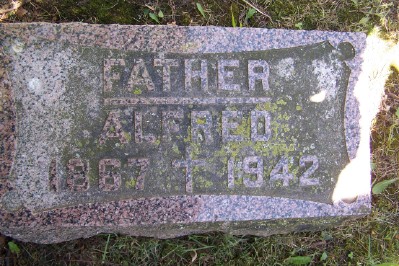 FATHER
ALFRED
1867 † 1942